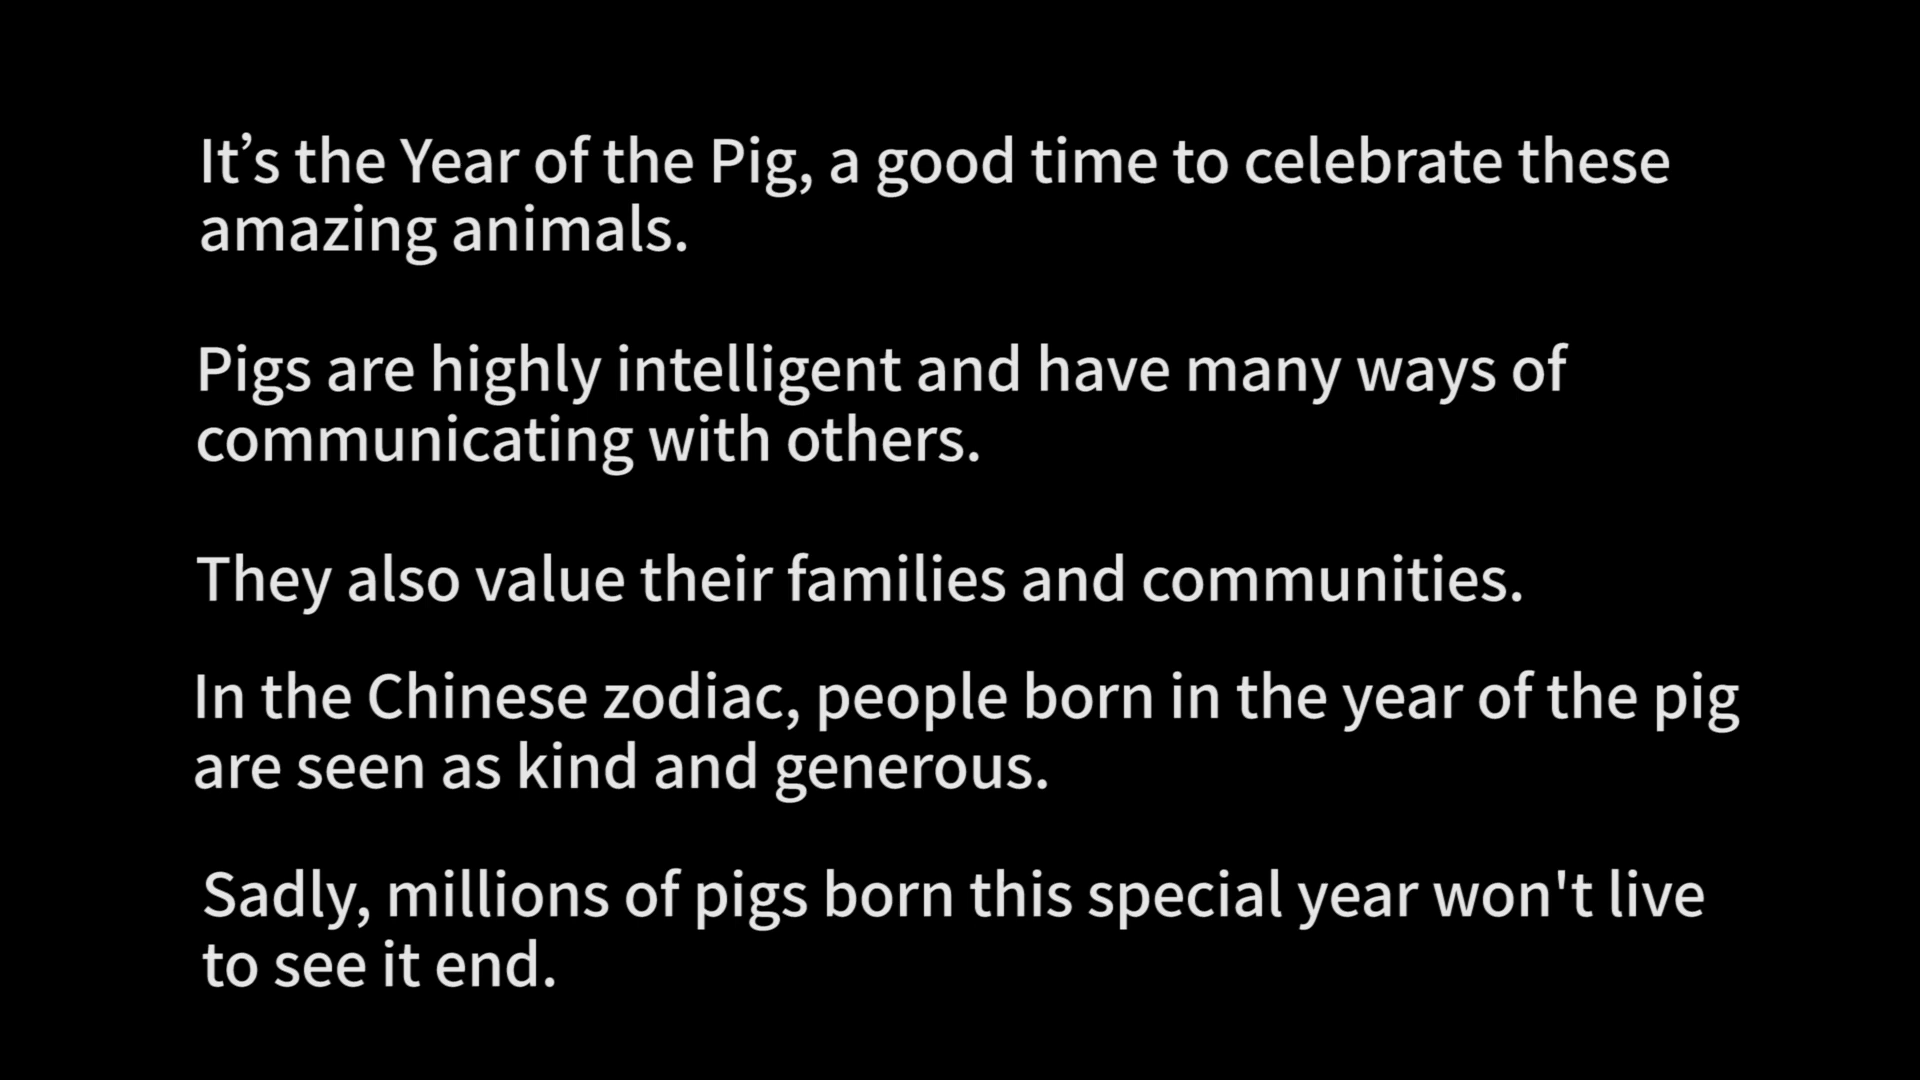 It’s the Year of the Pig, a good time to celebrate these
amazing animals.
Pigs are highly intelligent and have many ways of
communicating with others.
They also value their families and communities.
In the Chinese zodiac, people born in the year of the pig
are seen as kind and generous.
Sadly, millions of pigs born this special year won't live
to see it end.